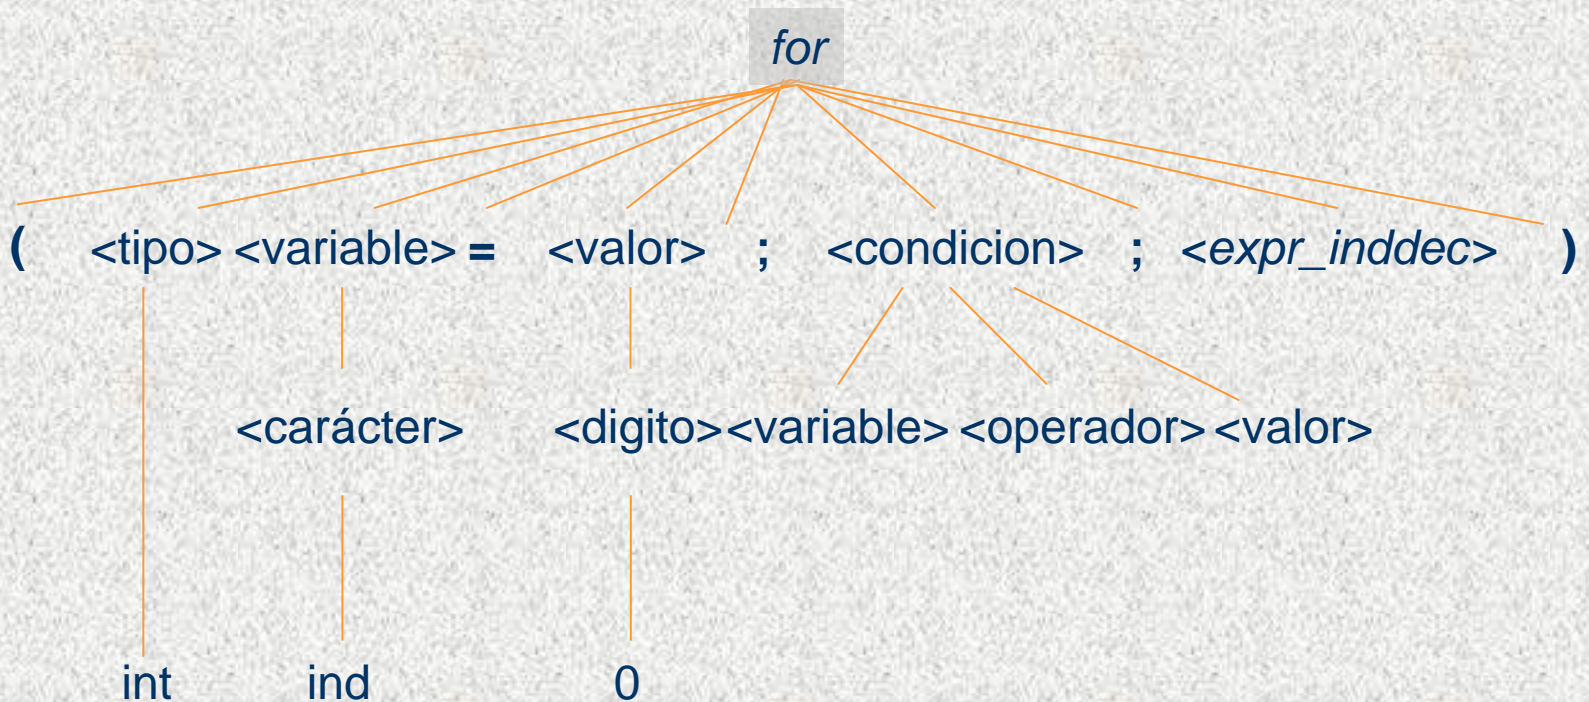 for
( <tipo> <variable> = <valor> ; <condicion> ; <expr_inddec> )
<carácter> <digito> <variable> <operador> <valor>
int ind 0